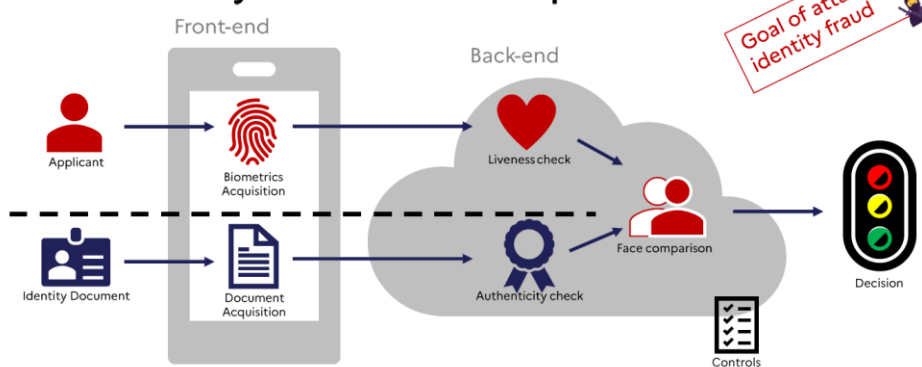 Goal of
identity fraud
Front-end
Back-end
Applicant
Biometrics
Acquisition
Liveness check
Face comparison
Identity Document
Document
Acquisition
Authenticity check
Decision
Controls